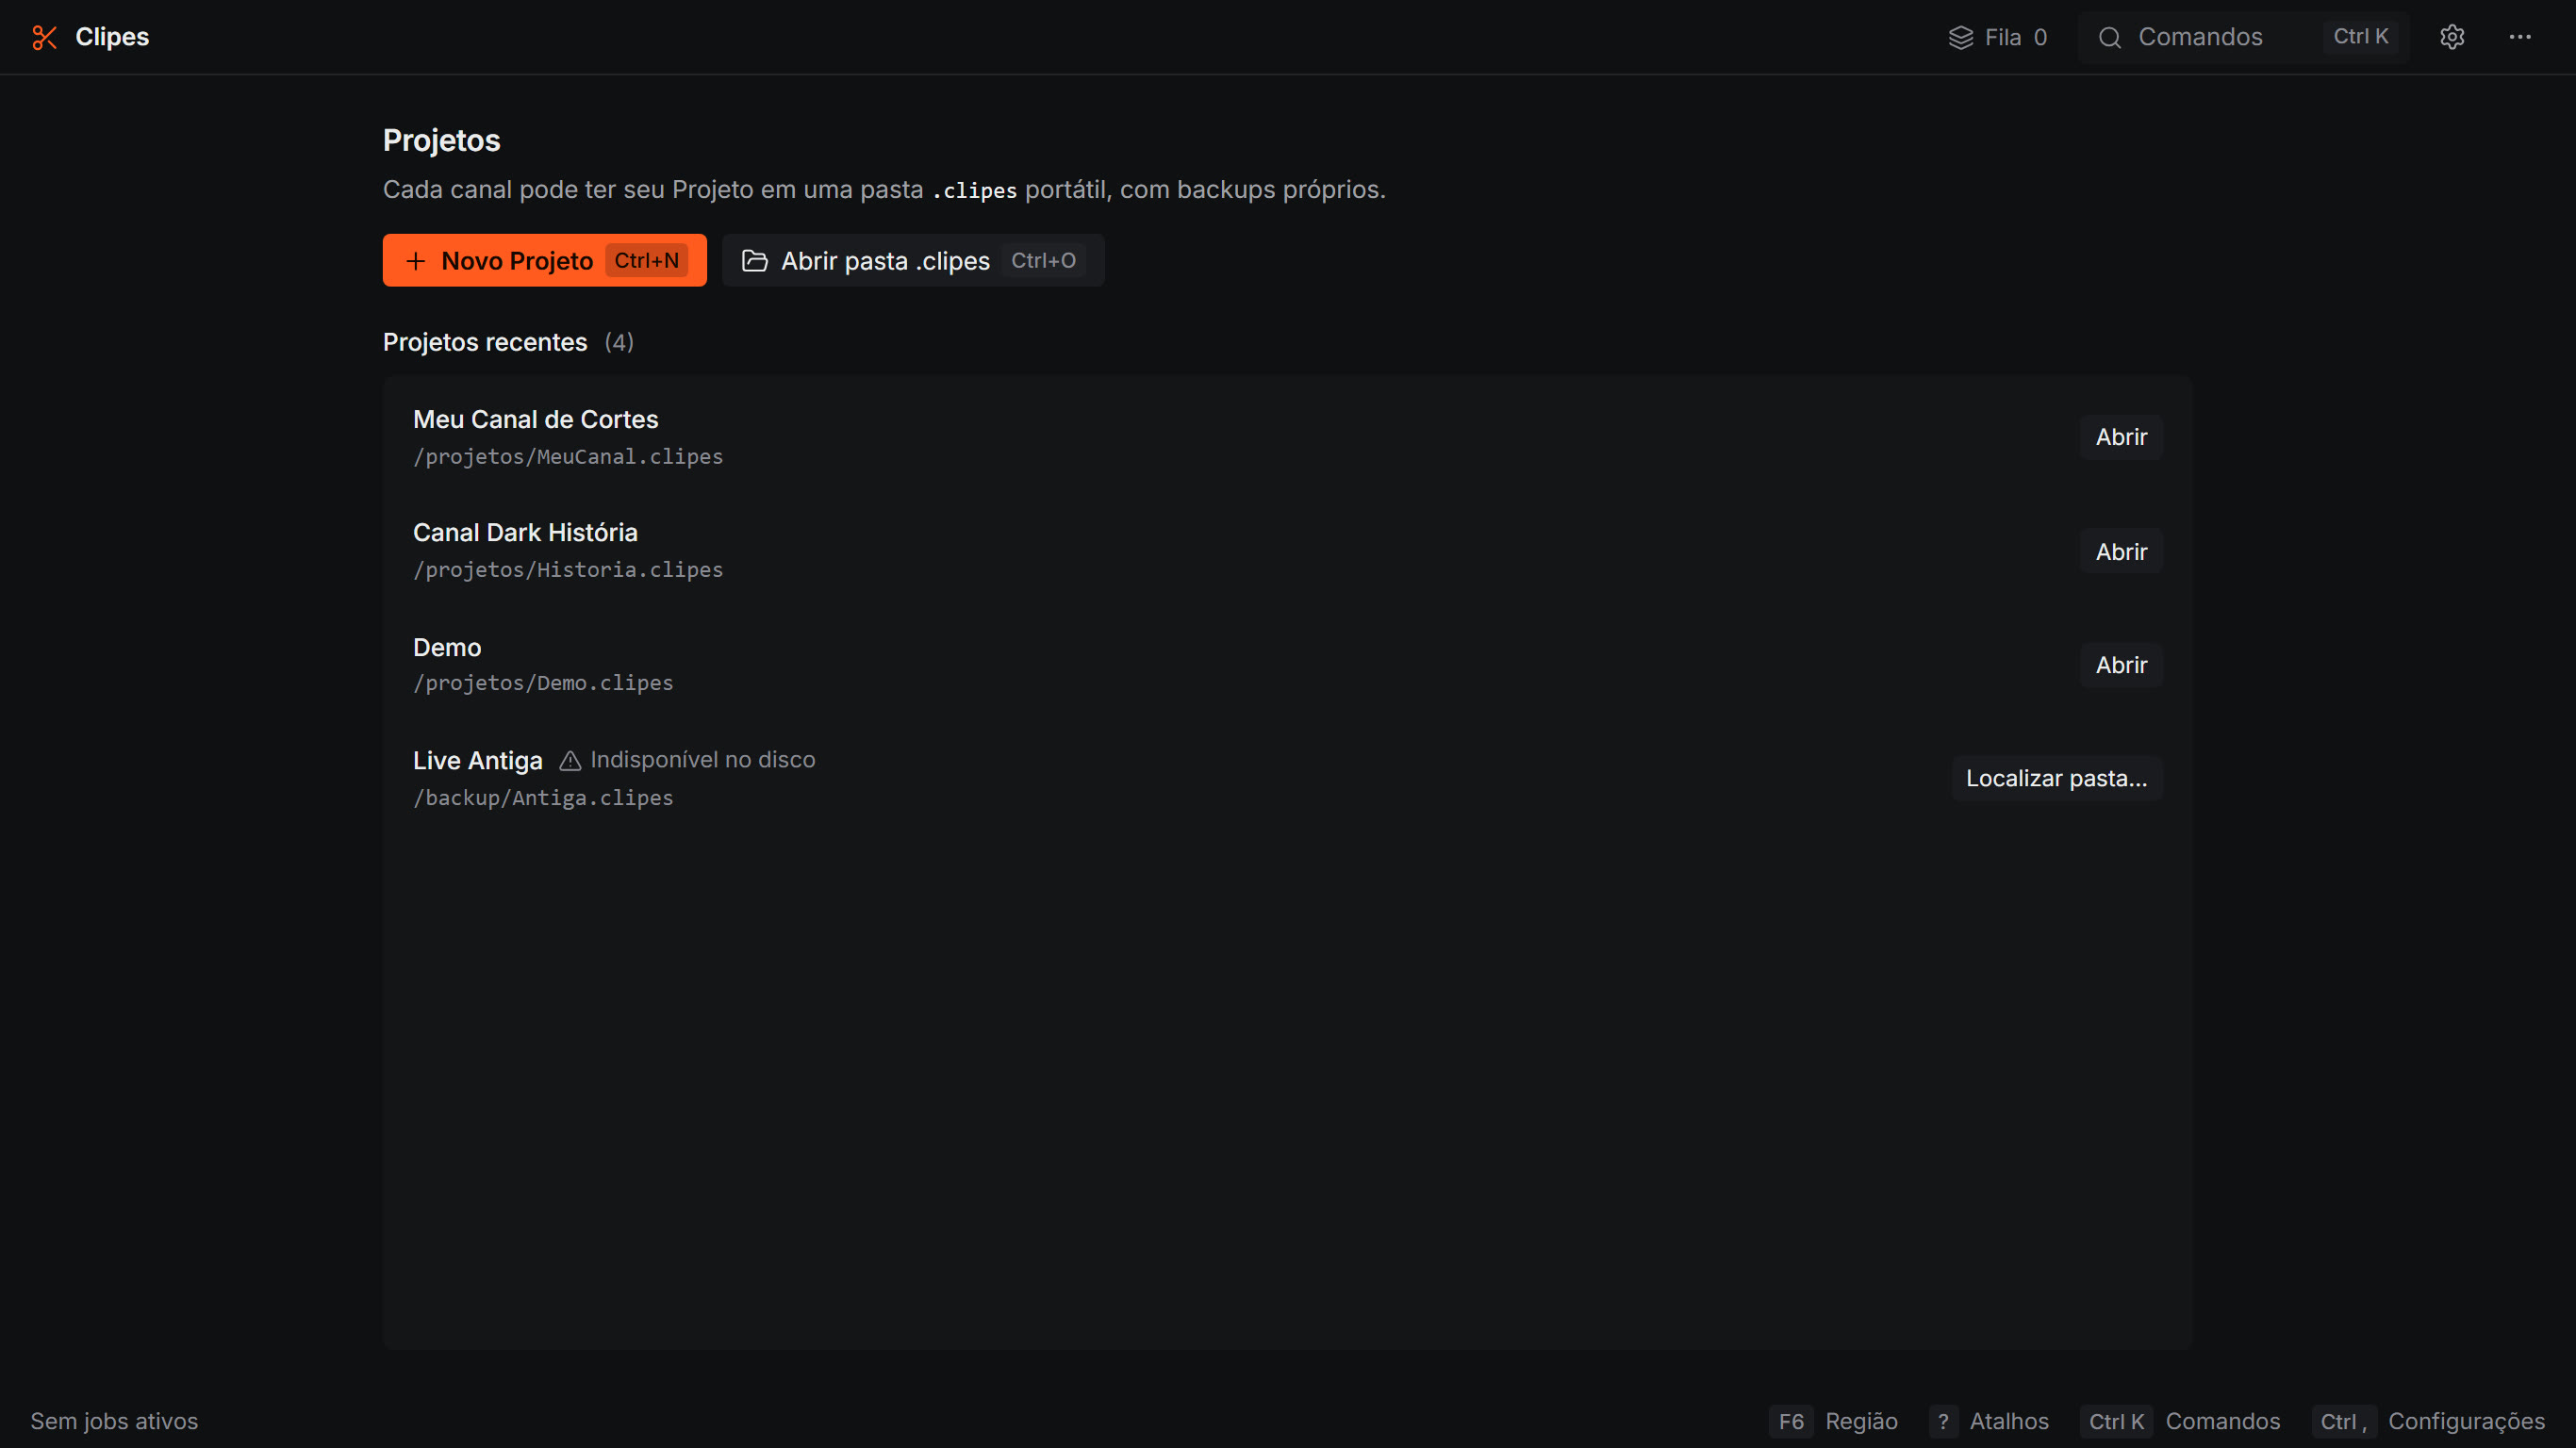 Clipes
Fila 0
Comandos Ctrl K
Projetos
Cada canal pode ter seu Projeto em uma pasta .clipes portátil, com backups próprios.
Novo Projeto Ctrl+N
Abrir pasta .clipes Ctrl+O
Projetos recentes (4)
Meu Canal de Cortes
/projetos/MeuCanal.clipes
Abrir
Canal Dark História
/projetos/Historia.clipes
Abrir
Demo
/projetos/Demo.clipes
Abrir
Live Antiga Indisponível no disco
/backup/Antiga.clipes
Localizar pasta...
Sem jobs ativos
F6 Região ? Atalhos Ctrl K Comandos Ctrl , Configurações